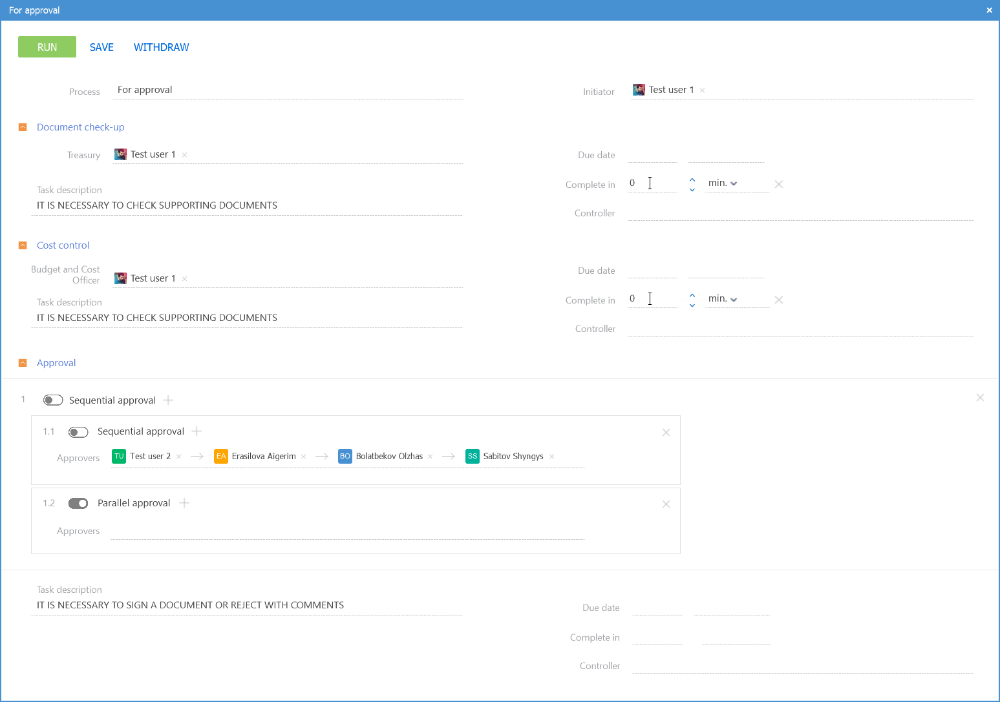 For approval
RUN SAVE WITHDRAW
Process For approval Initiator Test user 1
Document check-up
Treasury Test user 1 Due date
Complete in 0 min.
Task description
IT IS NECESSARY TO CHECK SUPPORTING DOCUMENTS
Controller
Cost control
Budget and Cost
Officer Test user 1 Due date
Complete in 0 min.
Task description
IT IS NECESSARY TO CHECK SUPPORTING DOCUMENTS
Controller
Approval
1 Sequential approval
1.1 Sequential approval
Approvers TU Test user 2 EA Erasilova Aigerim BO Bolatbekov Olzhas SS Sabitov Shyngys
1.2 Parallel approval
Approvers
Task description
IT IS NECESSARY TO SIGN A DOCUMENT OR REJECT WITH COMMENTS
Due date
Complete in
Controller